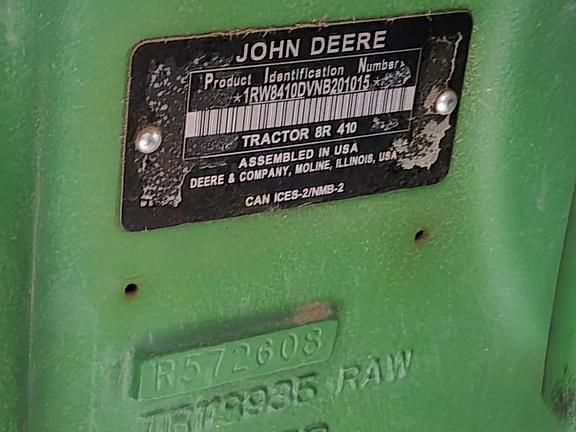 JOHN DEERE
Product Identification Number
*1RW8410DVNB201015*
TRACTOR 8R 410
ASSEMBLED IN USA
DEERE & COMPANY, MOLINE, ILLINOIS, USA
CAN ICES-2/NMB-2
R572608
RAW